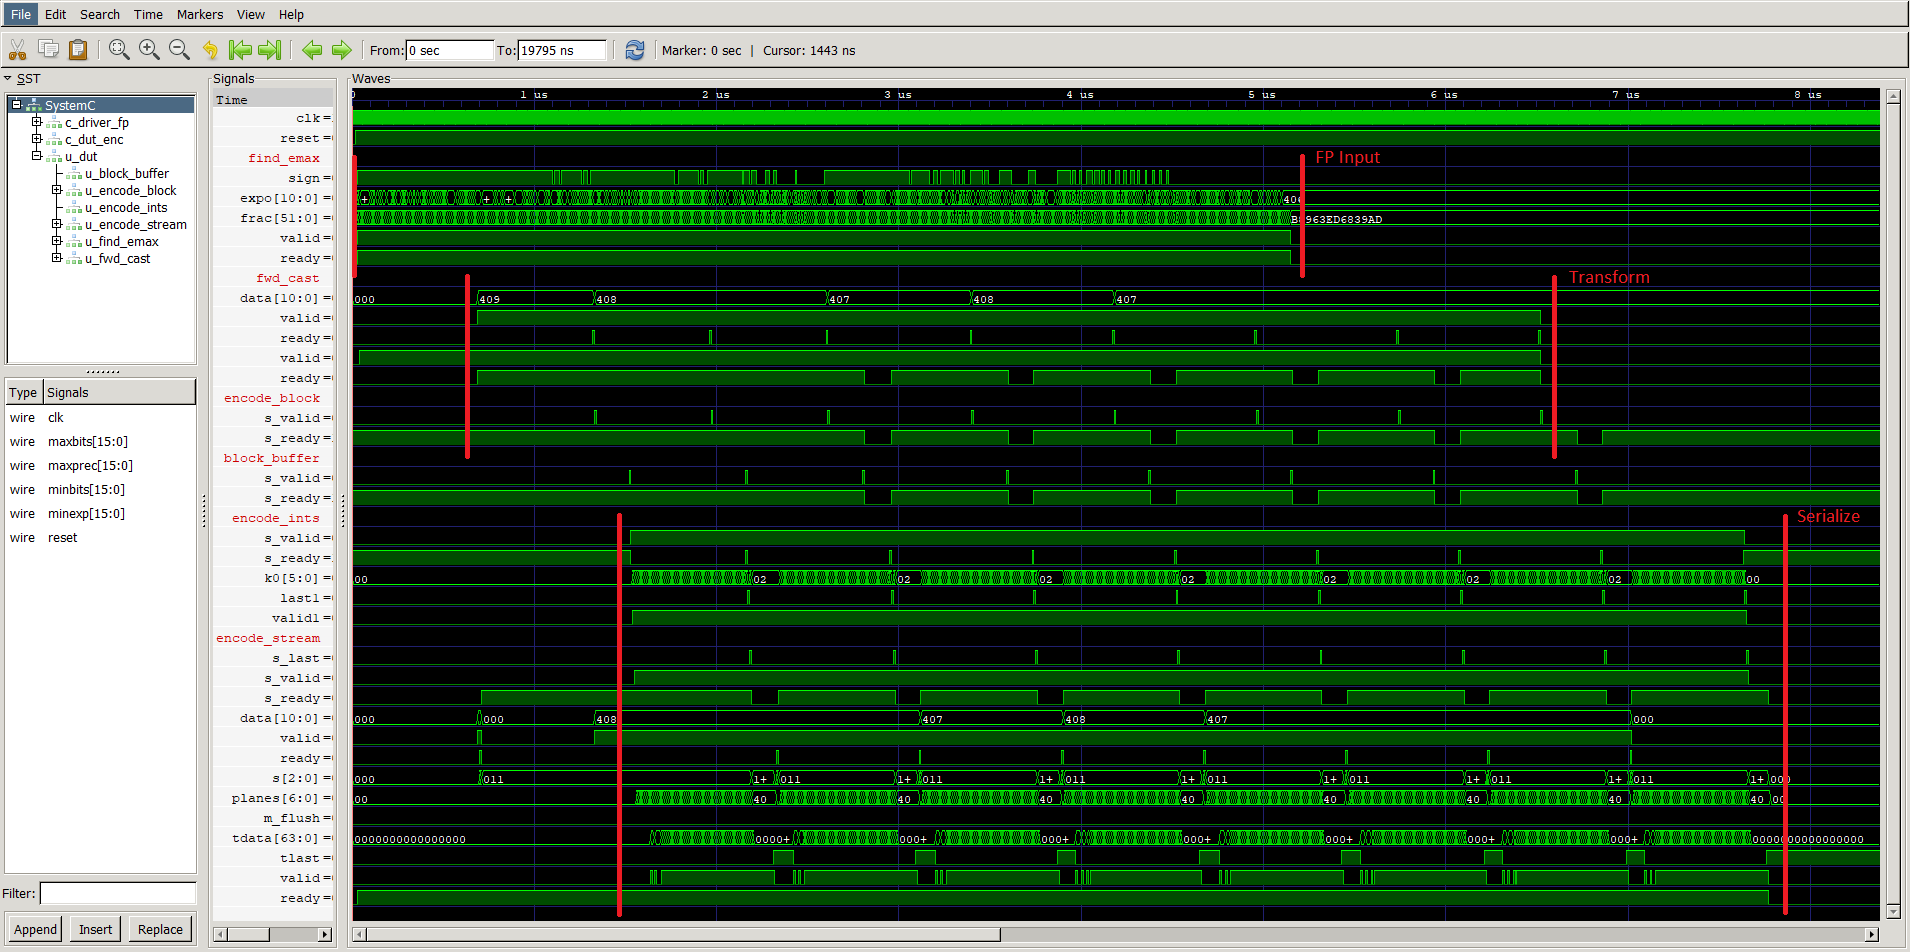 File Edit Search Time Markers View Help
From: 0 sec To: 19795 ns Marker: 0 sec | Cursor: 1443 ns
SST
SystemC
c_driver_fp
c_dut_enc
u_dut
u_block_buffer
u_encode_block
u_encode_ints
u_encode_stream
u_find_emax
u_fwd_cast
Type Signals
wire clk
wire maxbits[15:0]
wire maxprec[15:0]
wire minbits[15:0]
wire minexp[15:0]
wire reset
Filter:
Append Insert Replace
Signals
Time
clk=
reset=
find_emax
sign=
expo[10:0]=
frac[51:0]=
valid=
ready=
fwd_cast
data[10:0]=
valid=
ready=
valid=
ready=
encode_block
s_valid=
s_ready=
block_buffer
s_valid=
s_ready=
encode_ints
s_valid=
s_ready=
k0[5:0]=
last1=
valid1=
encode_stream
s_last=
s_valid=
s_ready=
data[10:0]=
valid=
ready=
s[2:0]=
planes[6:0]=
m_flush=
tdata[63:0]=
tlast=
valid=
ready=
Waves
0 1 us 2 us 3 us 4 us 5 us 6 us 7 us 8 us
FP Input
+ + + 406
B8963ED6839AD
Transform
000 409 408 407 408 407
Serialize
00 02 02 02 02 02 02 02 00
000 000 408 407 408 407 000
000 011 1+ 011 1+ 011 1+ 011 1+ 011 1+ 011 1+ 011 1+ 011 1+ 000
00 40 40 40 40 40 40 40 40 00
0000000000000000 0000+ 000+ 000+ 000+ 000+ 000+ 000+ 0000000000000000